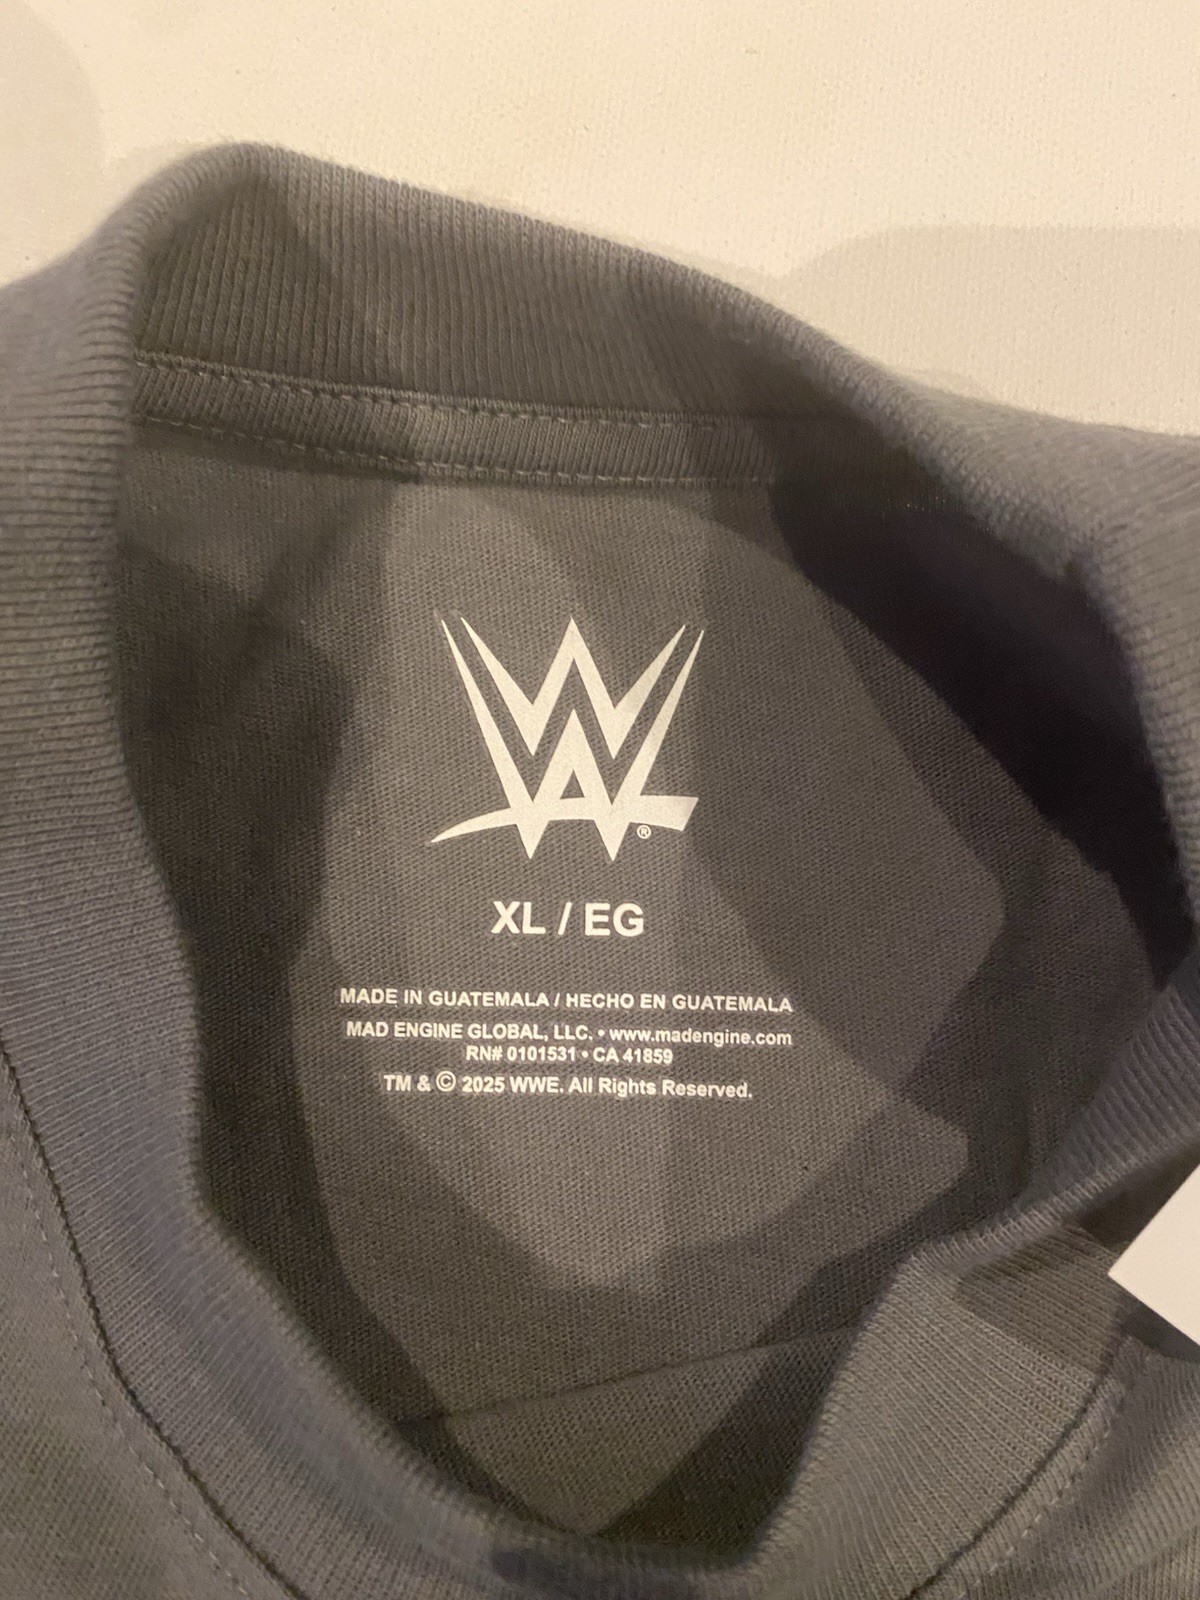 W
®
XL / EG
MADE IN GUATEMALA / HECHO EN GUATEMALA
MAD ENGINE GLOBAL, LLC. • www.madengine.com
RN# 0101531 • CA 41859
TM & © 2025 WWE. All Rights Reserved.